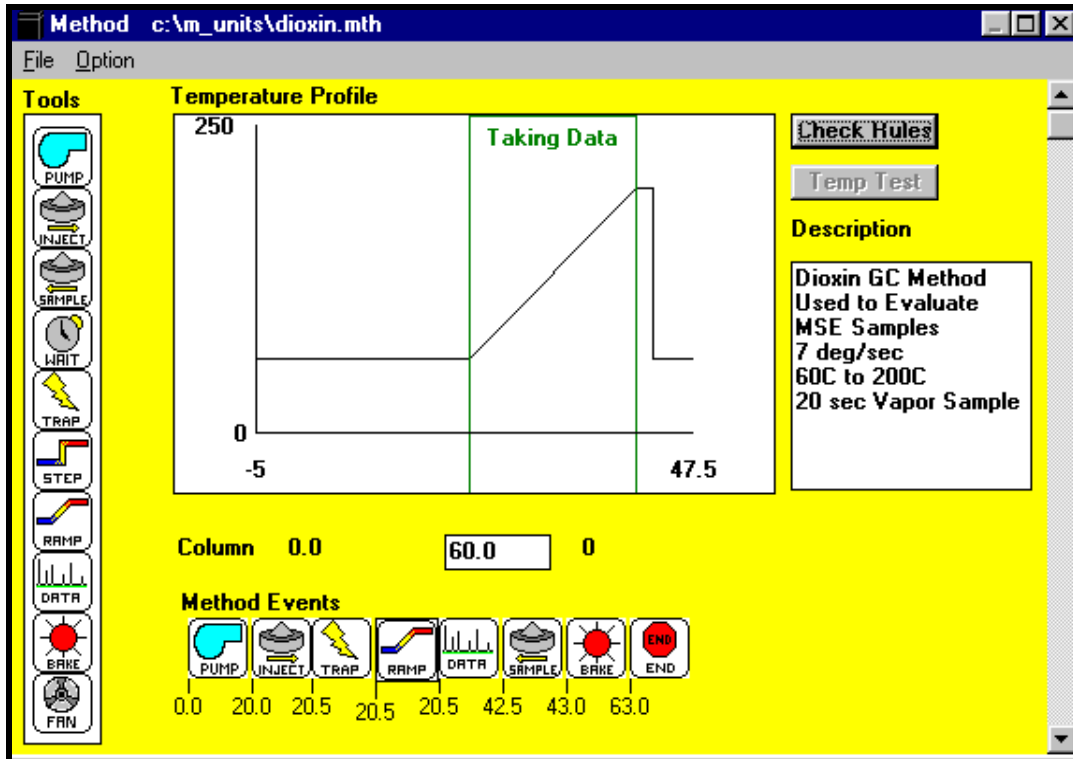 Method c:\m_units\dioxin.mth
File Option
Tools
Temperature Profile
250
Taking Data
0
-5
47.5
Check Rules
Temp Test
Description
Dioxin GC Method
Used to Evaluate
MSE Samples
7 deg/sec
60C to 200C
20 sec Vapor Sample
PUMP
INJECT
SAMPLE
WAIT
TRAP
STEP
RAMP
DATA
BAKE
FAN
Column 0.0 60.0 0
Method Events
PUMP INJECT TRAP RAMP DATA SAMPLE BAKE END END
0.0 20.0 20.5 20.5 20.5 42.5 43.0 63.0